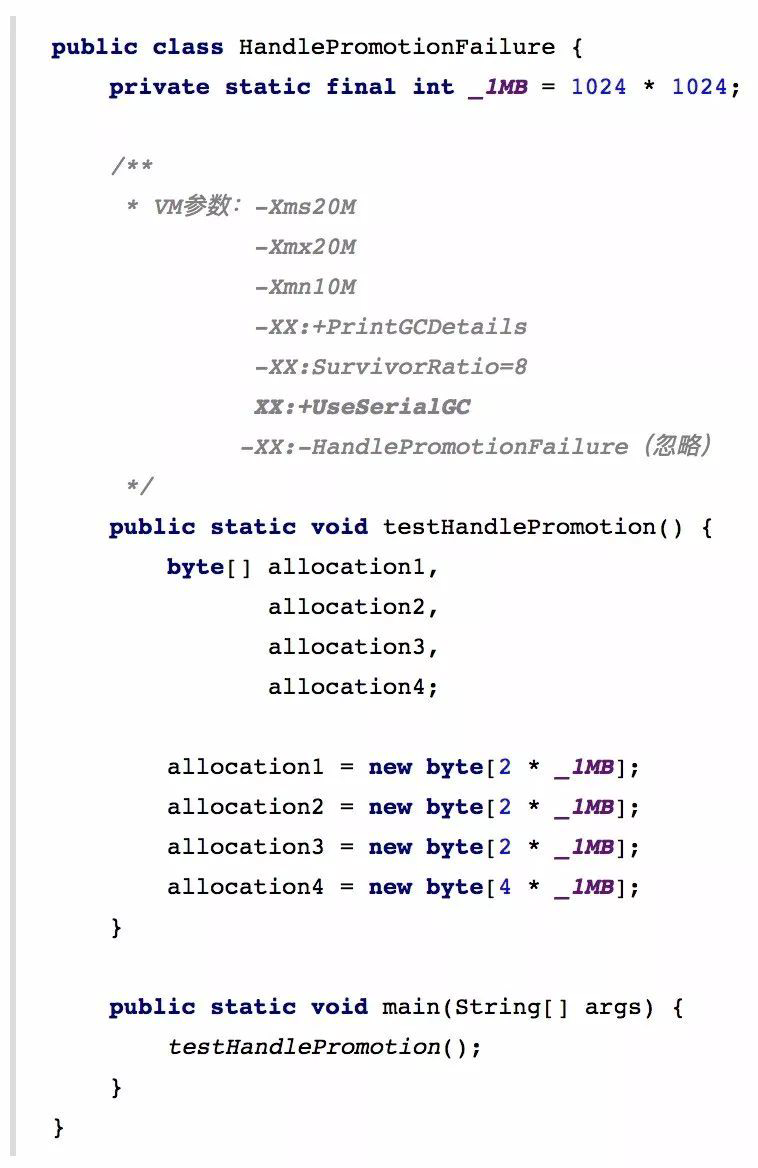 public class HandlePromotionFailure {
    private static final int _1MB = 1024 * 1024;

    /**
     * VM参数：-Xms20M
              -Xmx20M
              -Xmn10M
              -XX:+PrintGCDetails
              -XX:SurvivorRatio=8
              XX:+UseSerialGC
             -XX:-HandlePromotionFailure（忽略）
     */
    public static void testHandlePromotion() {
        byte[] allocation1,
               allocation2,
               allocation3,
               allocation4;

        allocation1 = new byte[2 * _1MB];
        allocation2 = new byte[2 * _1MB];
        allocation3 = new byte[2 * _1MB];
        allocation4 = new byte[4 * _1MB];
    }

    public static void main(String[] args) {
        testHandlePromotion();
    }
}